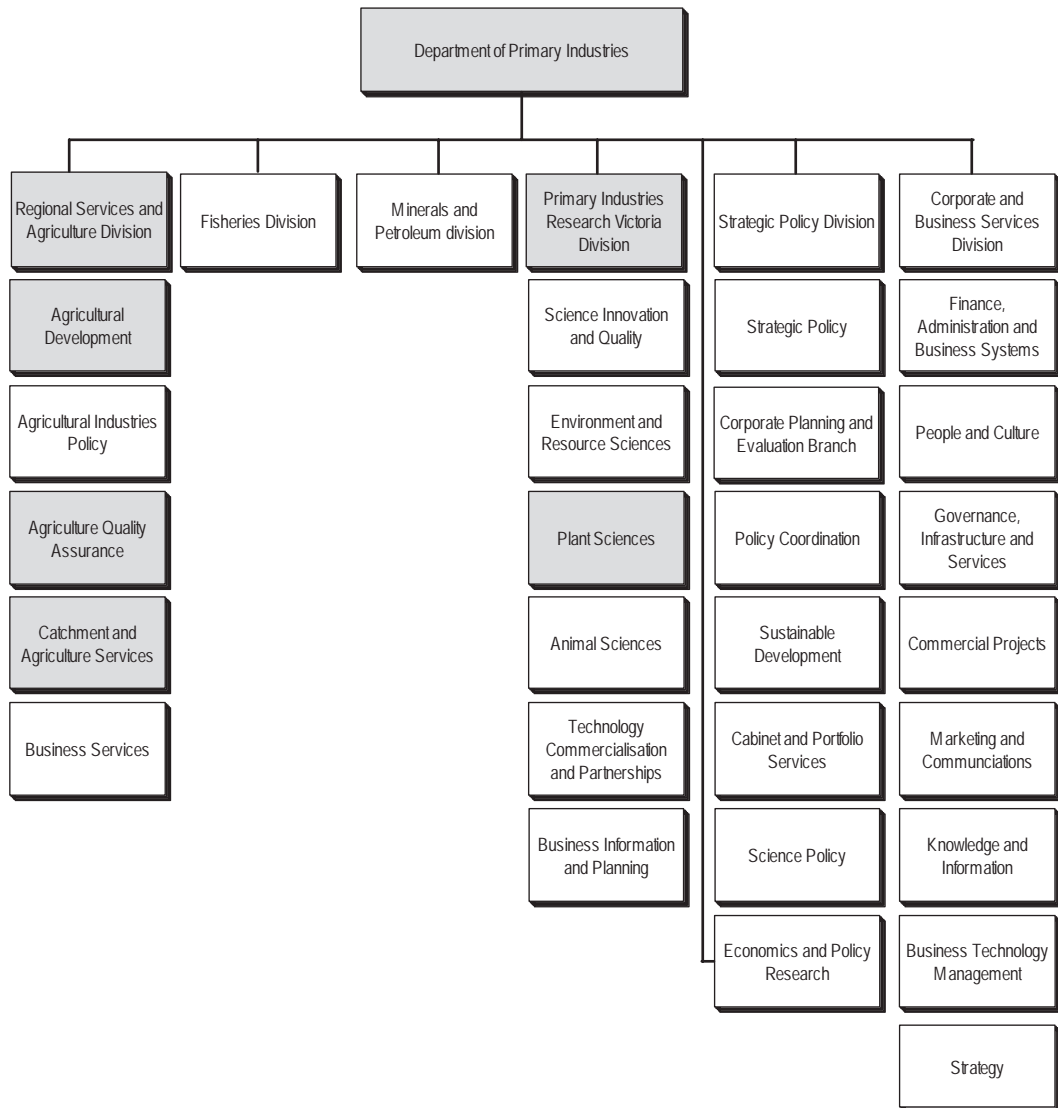 Department of Primary Industries
Regional Services and
Agriculture Division
Fisheries Division
Minerals and
Petroleum division
Primary Industries
Research Victoria
Division
Strategic Policy Division
Corporate and
Business Services
Division
Agricultural
Development
Science Innovation
and Quality
Strategic Policy
Finance,
Administration and
Business Systems
Agricultural Industries
Policy
Environment and
Resource Sciences
Corporate Planning and
Evaluation Branch
People and Culture
Agriculture Quality
Assurance
Plant Sciences
Policy Coordination
Governance,
Infrastructure and
Services
Catchment and
Agriculture Services
Animal Sciences
Sustainable
Development
Commercial Projects
Business Services
Technology
Commercialisation
and Partnerships
Cabinet and Portfolio
Services
Marketing and
Communciations
Business Information
and Planning
Science Policy
Knowledge and
Information
Economics and Policy
Research
Business Technology
Management
Strategy